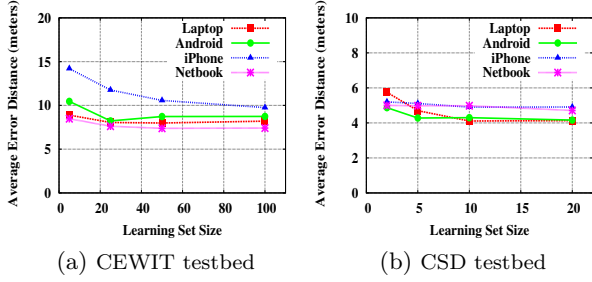 Average Error Distance (meters)
20
15
10
5
0
0 20 40 60 80 100
Learning Set Size
Laptop
Android
iPhone
Netbook
(a) CEWIT testbed
Average Error Distance (meters)
10
8
6
4
2
0
0 5 10 15 20
Learning Set Size
Laptop
Android
iPhone
Netbook
(b) CSD testbed